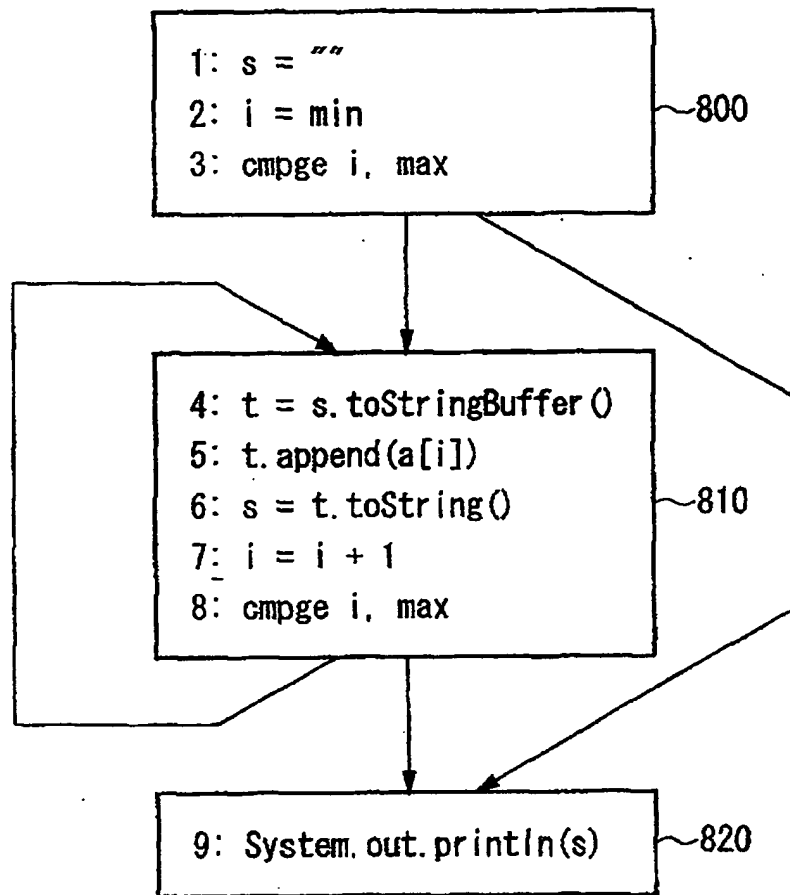 1: s = ""
2: i = min
3: cmpge i, max
800
4: t = s.toStringBuffer()
5: t.append(a[i])
6: s = t.toString()
7: i = i + 1
8: cmpge i, max
810
9: System.out.println(s)
820